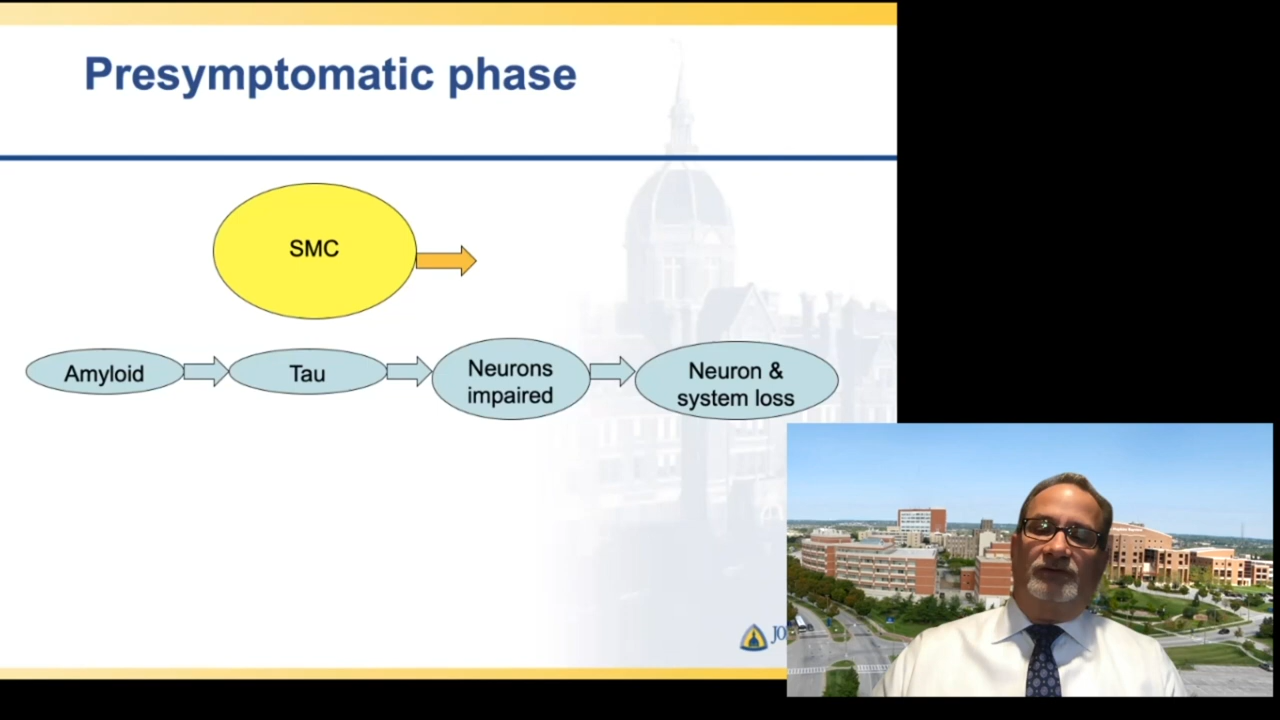 Presymptomatic phase
SMC
Amyloid
Tau
Neurons
impaired
Neuron &
system loss